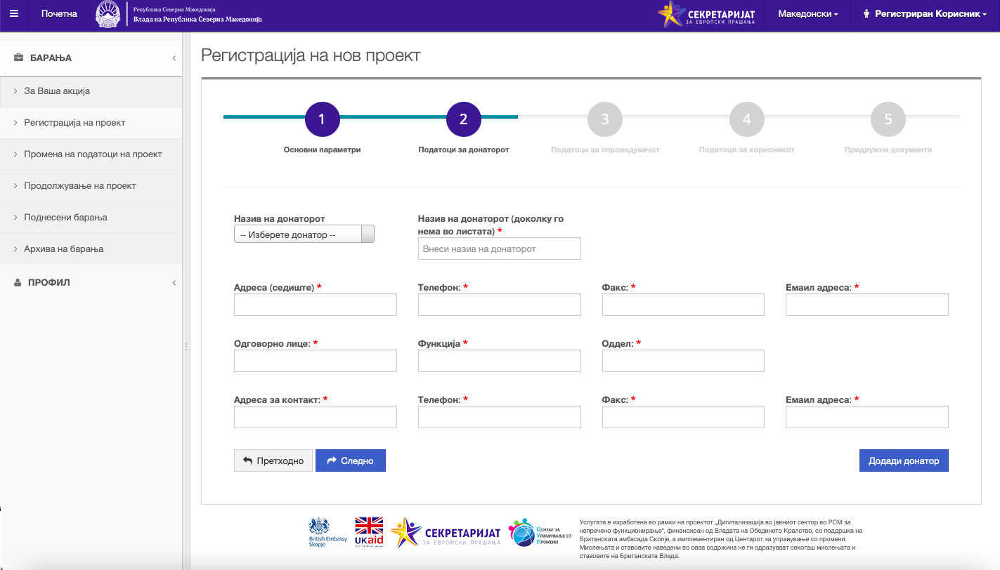 Почетна
Република Северна Македонија
Влада на Република Северна Македонија
СЕКРЕТАРИЈАТ
ЗА ЕВРОПСКИ ПРАШАЊА
Македонски
Регистриран Корисник
БАРАЊА
За Ваша акција
Регистрација на проект
Промена на податоци на проект
Продолжување на проект
Поднесени барања
Архива на барања
ПРОФИЛ
Регистрација на нов проект
1
2
3
4
5
Основни параметри
Податоци за донаторот
Податоци за спроведувачот
Податоци за корисникот
Придружни документи
Назив на донаторот
-- Изберете донатор --
Назив на донаторот (доколку го
нема во листата) *
Внеси назив на донаторот
Адреса (седиште) *
Телефон: *
Факс: *
Емаил адреса: *
Одговорно лице: *
Функција *
Оддел: *
Адреса за контакт: *
Телефон: *
Факс: *
Емаил адреса: *
Претходно
Следно
Додади донатор
British Embassy
Skopje
UKaid
СЕКРЕТАРИЈАТ
ЗА ЕВРОПСКИ ПРАШАЊА
Центар за
Управување со
Промени
Услугата е изработена во рамки на проектот „Дигитализација во јавниот сектор во РСМ за
непречено функционирање“, финансиран од Владата на Обединето Кралство, со поддршка на
Британската амбасада Скопје, а имплементиран од Центарот за управување со промени.
Мислењата и ставовите наведени во оваа содржина не ги одразуваат секогаш мислењата и
ставовите на Британската Влада.